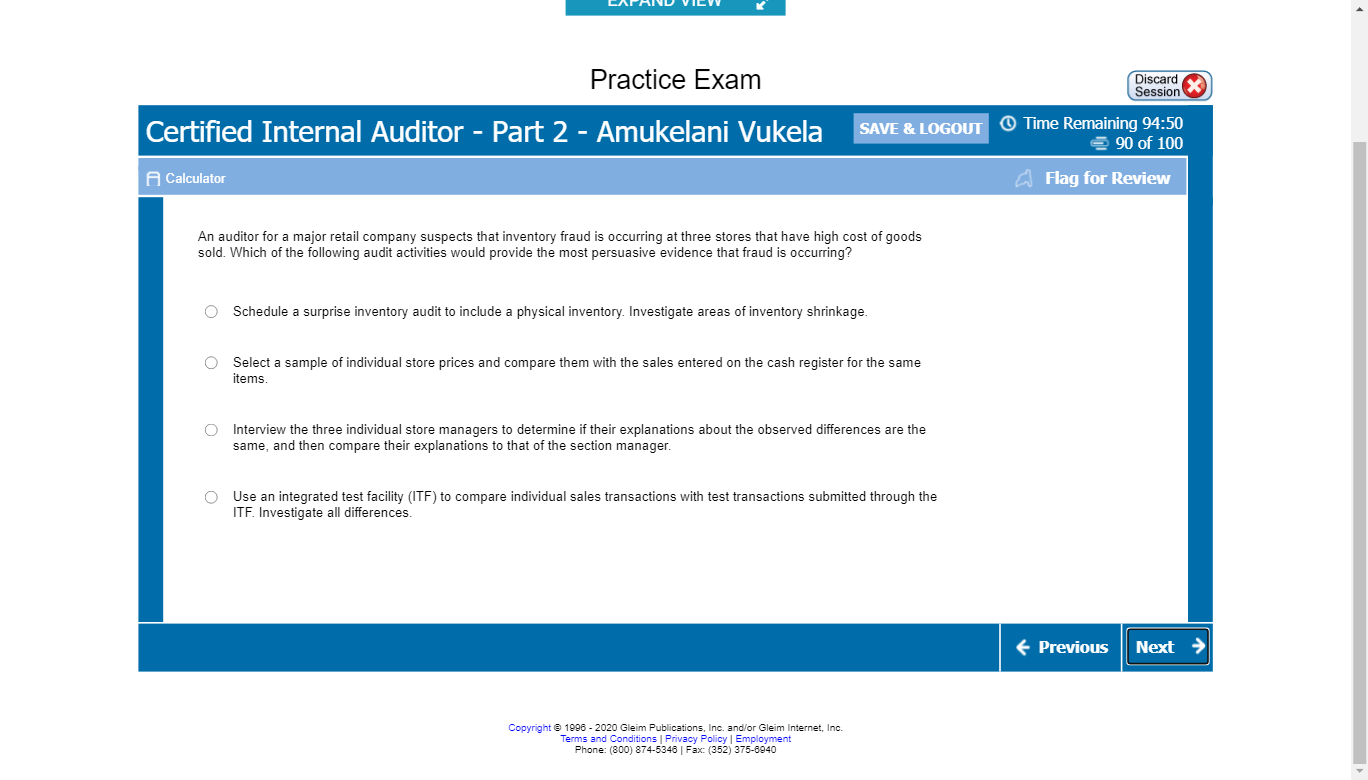 EXPAND VIEW
Practice Exam
Discard
Session
Certified Internal Auditor - Part 2 - Amukelani Vukela
SAVE & LOGOUT
Time Remaining 94:50
90 of 100
Calculator
Flag for Review
An auditor for a major retail company suspects that inventory fraud is occurring at three stores that have high cost of goods
sold. Which of the following audit activities would provide the most persuasive evidence that fraud is occurring?
Schedule a surprise inventory audit to include a physical inventory. Investigate areas of inventory shrinkage.
Select a sample of individual store prices and compare them with the sales entered on the cash register for the same
items.
Interview the three individual store managers to determine if their explanations about the observed differences are the
same, and then compare their explanations to that of the section manager.
Use an integrated test facility (ITF) to compare individual sales transactions with test transactions submitted through the
ITF. Investigate all differences.
Previous
Next
Copyright © 1996 - 2020 Gleim Publications, Inc. and/or Gleim Internet, Inc.
Terms and Conditions | Privacy Policy | Employment
Phone: (800) 874-5346 | Fax: (352) 375-6940